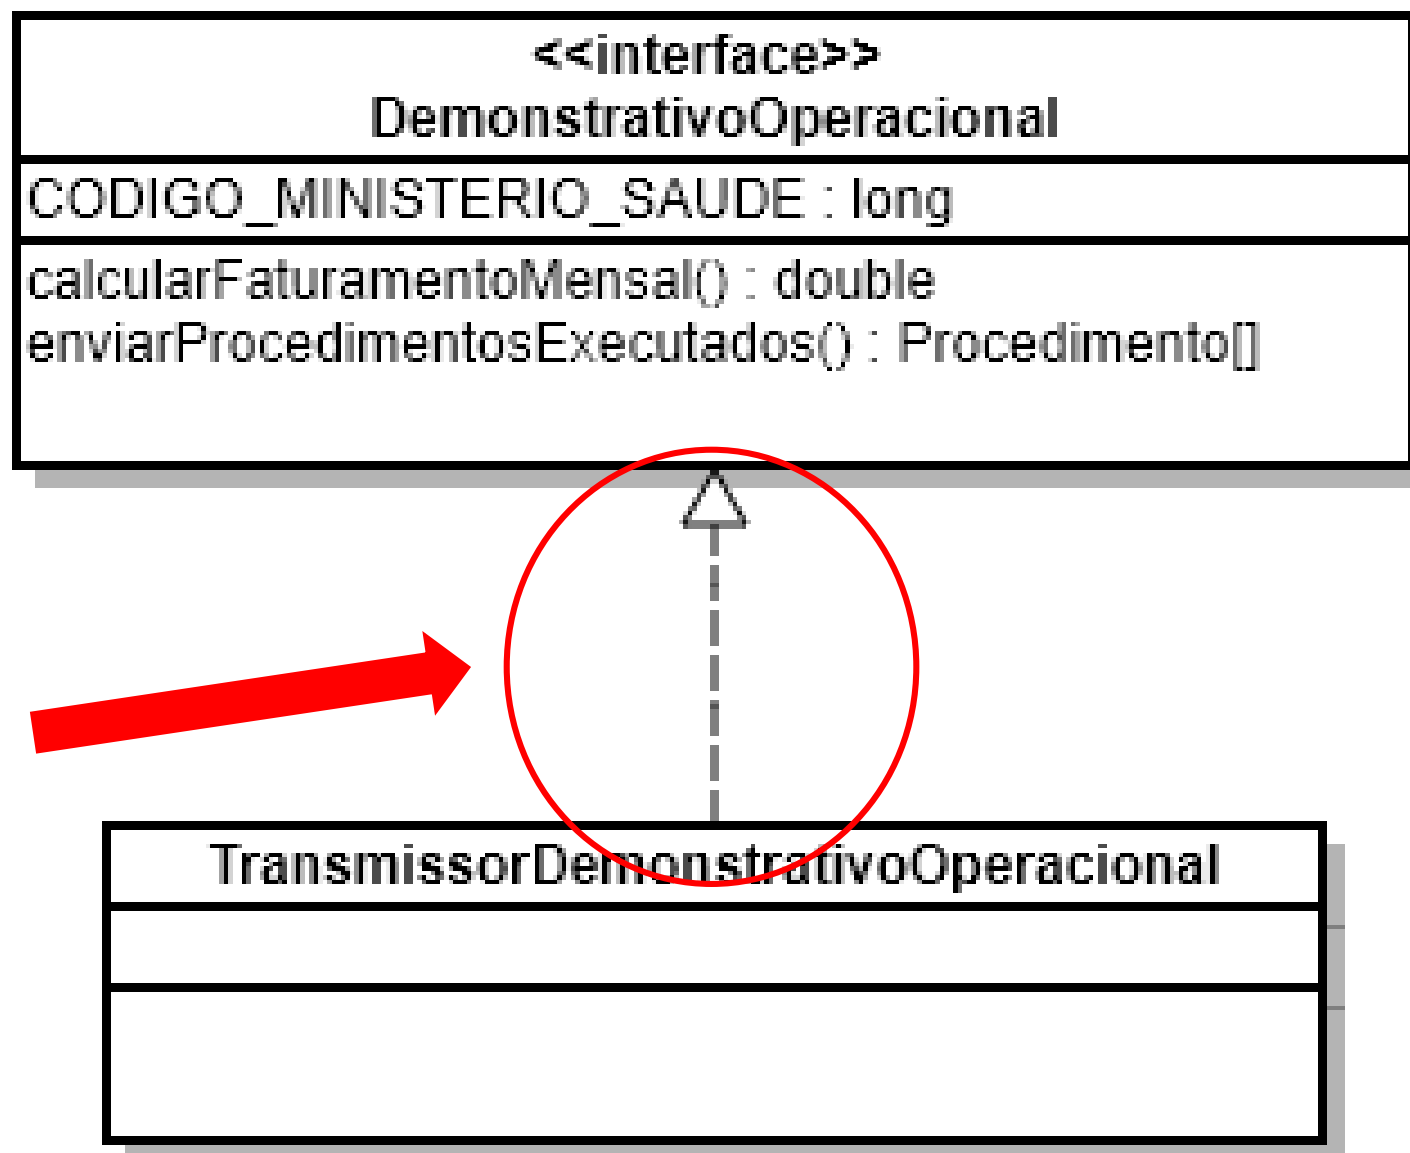 <<interface>>
DemonstrativoOperacional
CODIGO_MINISTERIO_SAUDE : long
calcularFaturamentoMensal() : double
enviarProcedimentosExecutados() : Procedimento[]
TransmissorDemonstrativoOperacional